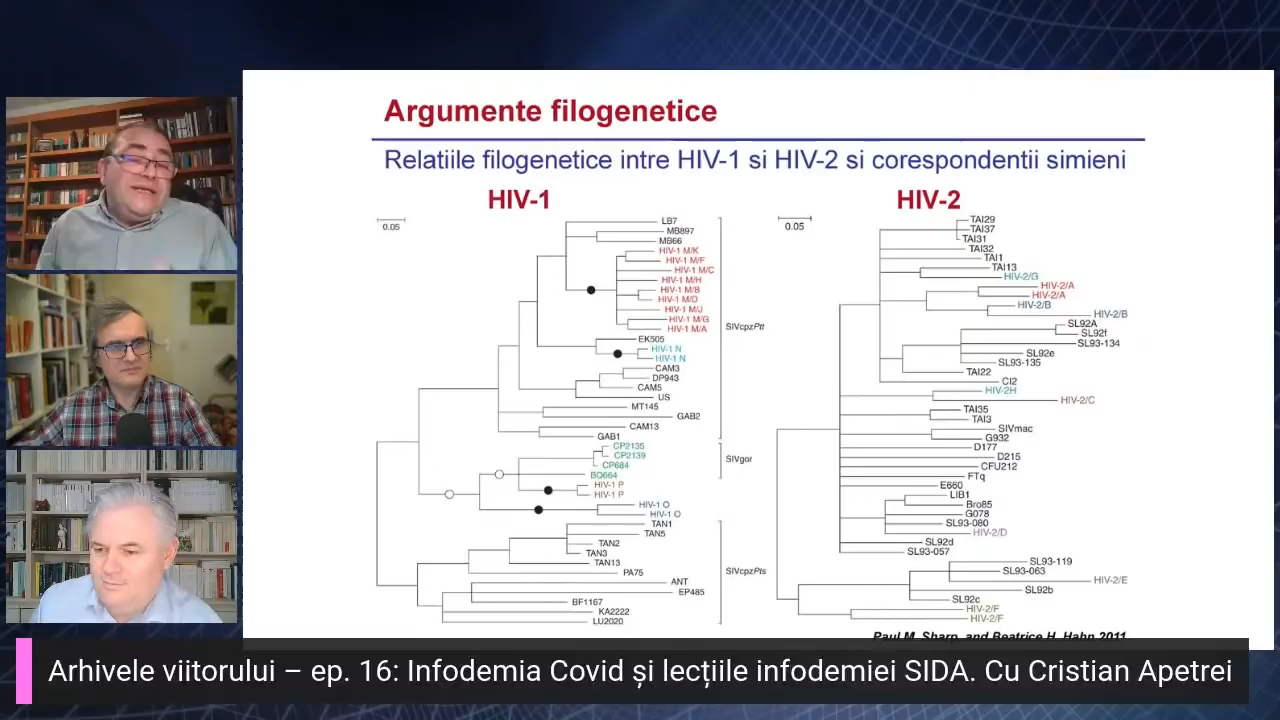 Argumente filogenetice
Relatiile filogenetice intre HIV-1 si HIV-2 si corespondentii simieni
HIV-1
0.05
LB7
MB897
MB66
HIV-1 M/K
HIV-1 M/F
HIV-1 M/C
HIV-1 M/H
HIV-1 M/B
HIV-1 M/D
HIV-1 M/J
HIV-1 M/G
HIV-1 M/A
SIVcpzPtt
EK505
HIV-1 N
HIV-1 N
CAM3
DP943
CAM5
US
MT145
GAB2
CAM13
GAB1
CP2135
CP2139
CP684
BQ664
SIVgor
HIV-1 P
HIV-1 P
HIV-1 O
HIV-1 O
TAN1
TAN5
TAN2
TAN3
TAN13
PA75
SIVcpzPts
ANT
EP485
BF1167
KA2222
LU2020
HIV-2
0.05
TAI29
TAI37
TAI31
TAI32
TAI1
TAI13
HIV-2/G
HIV-2/A
HIV-2/A
HIV-2/B
HIV-2/B
SL92A
SL92f
SL93-134
SL92e
SL93-135
TAI22
CI2
HIV-2H
HIV-2/C
TAI35
TAI3
SIVmac
G932
D177
D215
CFU212
FTq
E660
LIB1
Bro85
G078
SL93-080
HIV-2/D
SL92d
SL93-057
SL93-119
SL93-063
HIV-2/E
SL92b
SL92c
HIV-2/F
HIV-2/F
Paul M. Sharp, and Beatrice H. Hahn 2011
Arhivele viitorului – ep. 16: Infodemia Covid și lecțiile infodemiei SIDA. Cu Cristian Apetrei